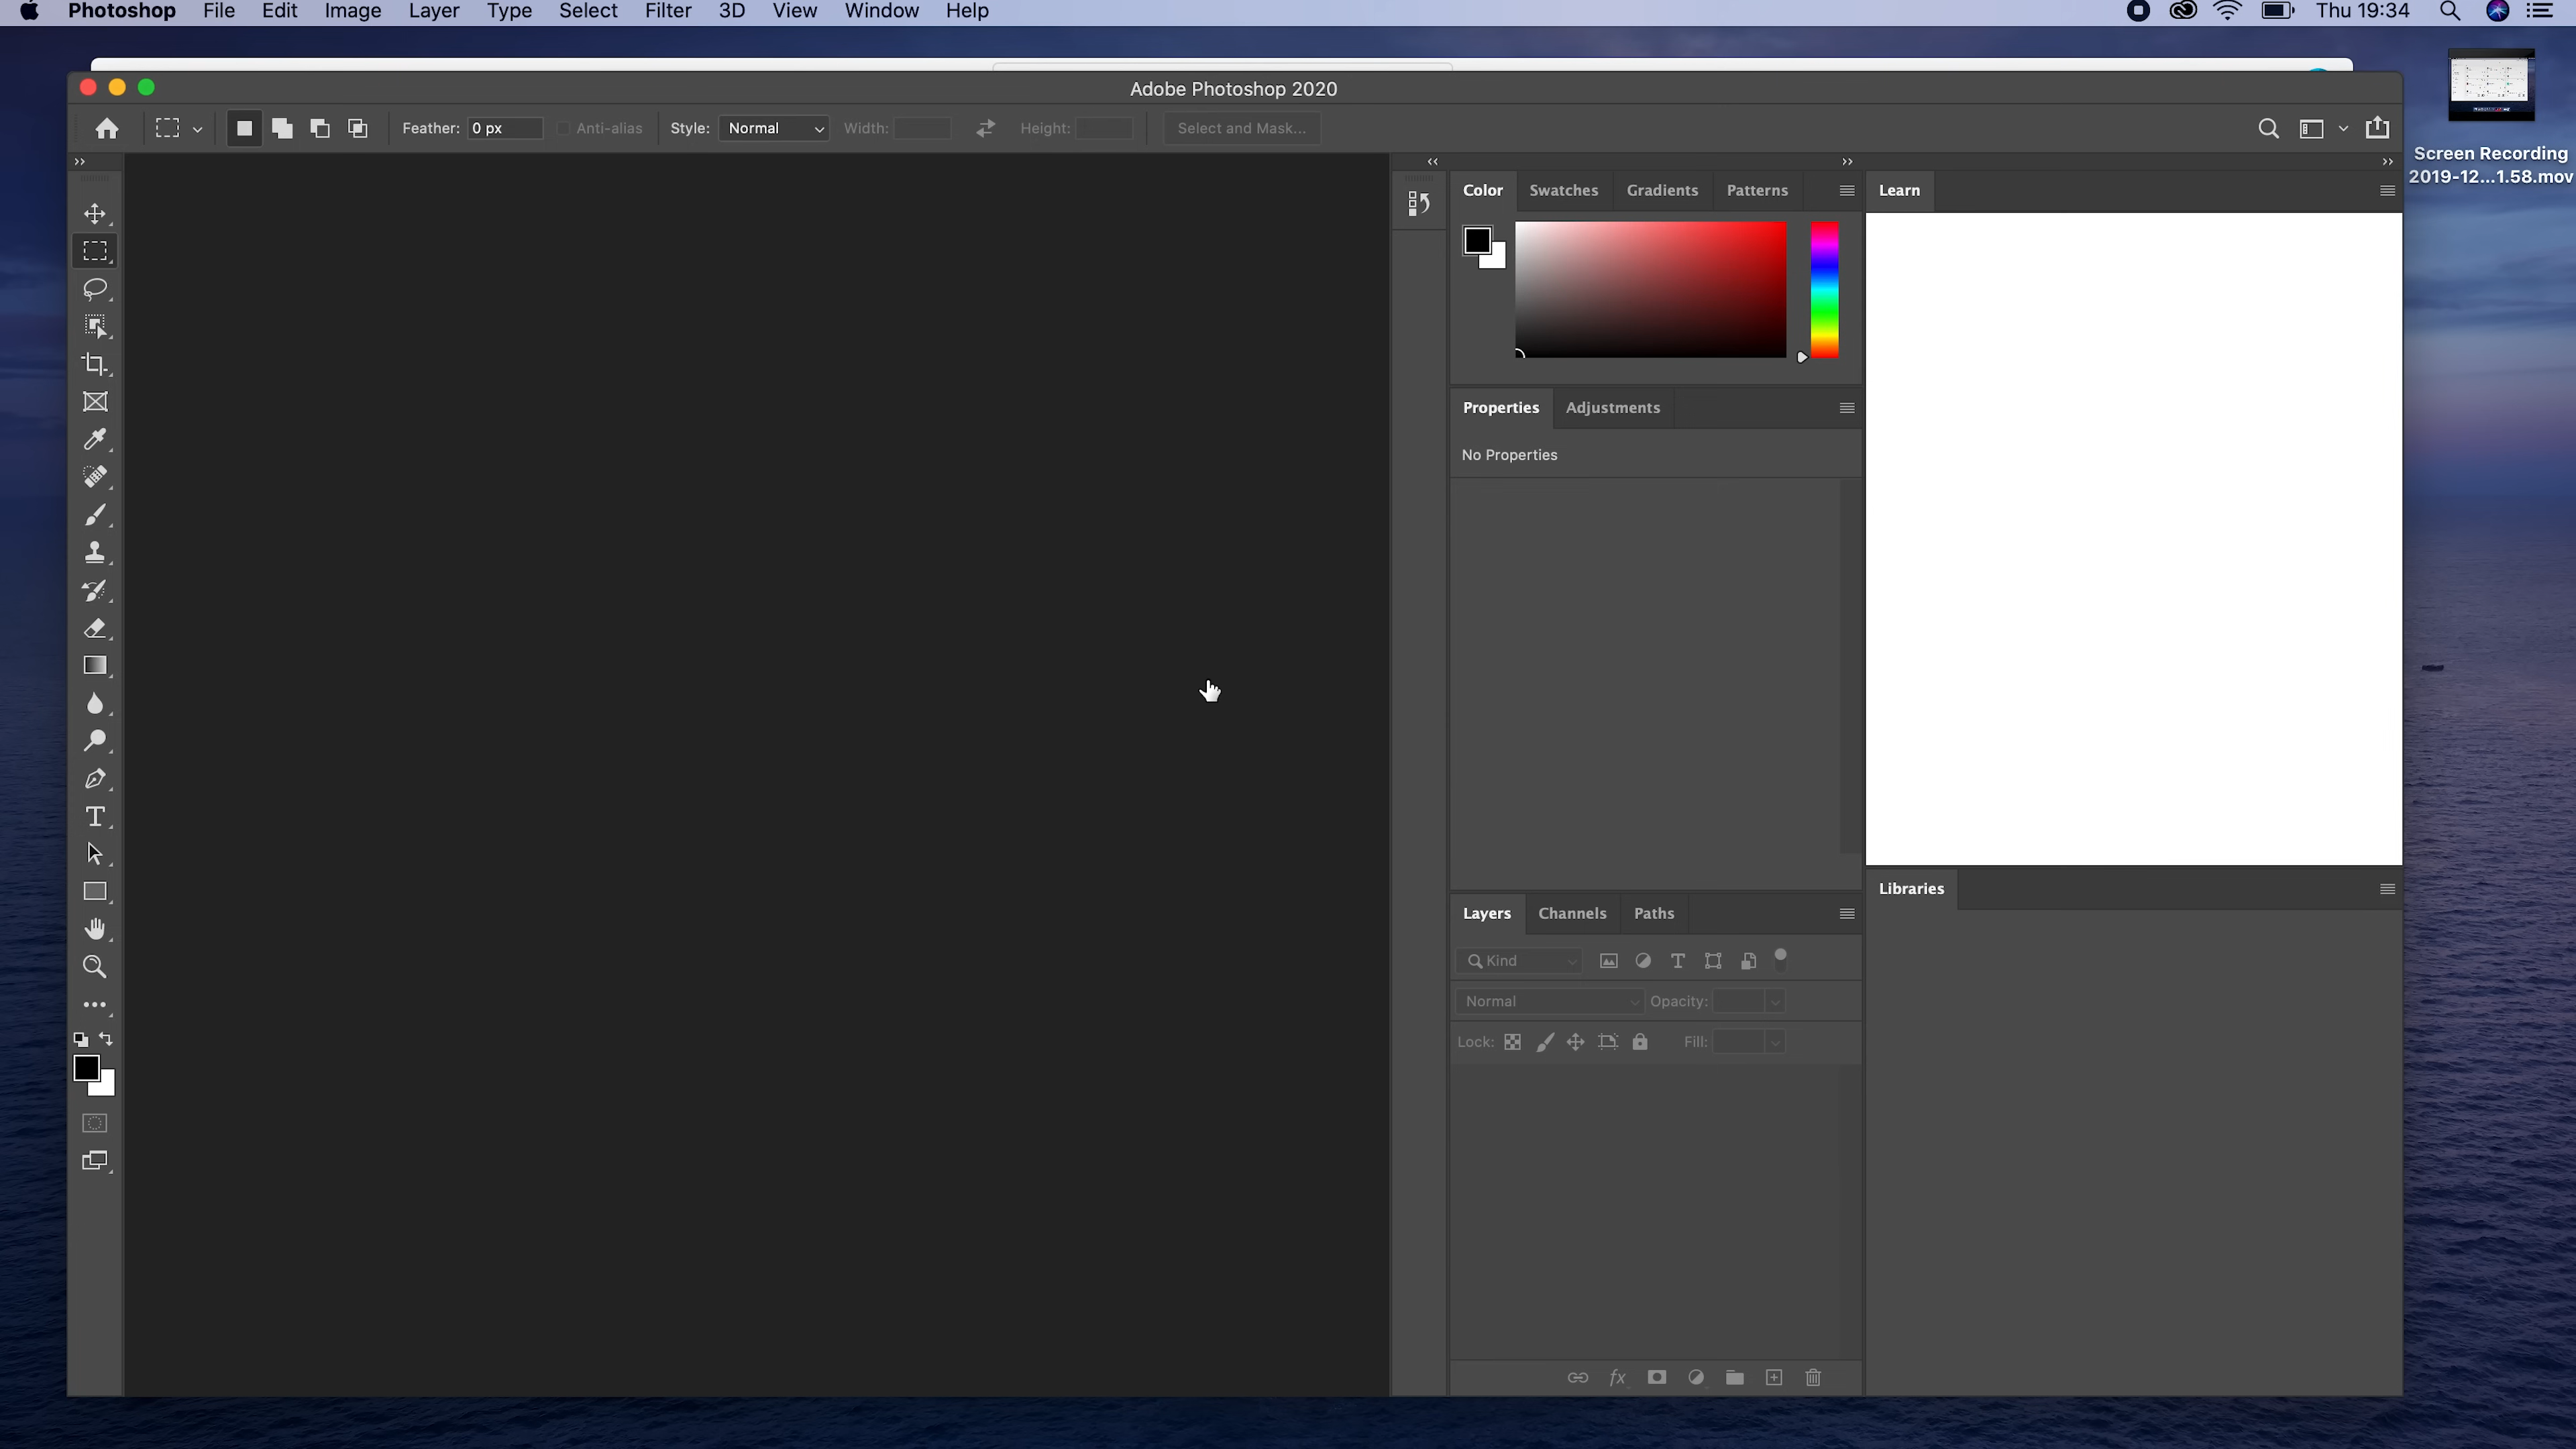 Photoshop File Edit Image Layer Type Select Filter 3D View Window Help Thu 19:34
Adobe Photoshop 2020
Feather: 0 px Anti-alias Style: Normal Width: Height: Select and Mask...
Screen Recording
2019-12...1.58.mov
Color Swatches Gradients Patterns
Learn
Properties Adjustments
No Properties
Libraries
Layers Channels Paths
Kind
Normal Opacity:
Lock: Fill:
fx